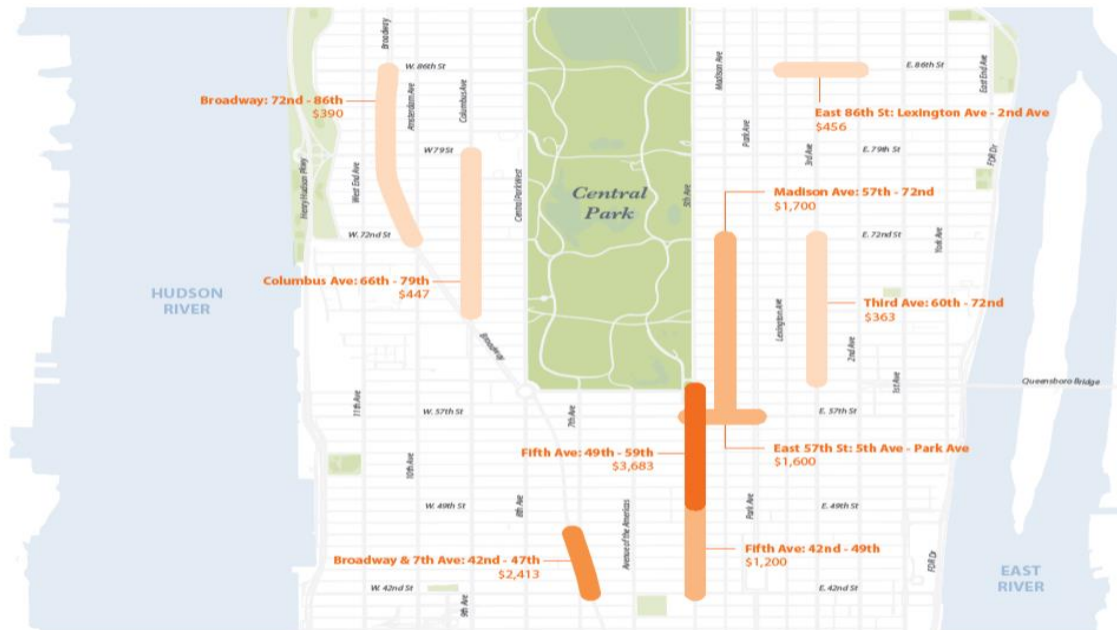 Broadway
W. 86th St
Madison Ave
E. 86th St
East End Ave
Broadway: 72nd - 86th
$390
Amsterdam Ave
Columbus Ave
East 86th St: Lexington Ave - 2nd Ave
$456
Park Ave
W 79 St
3rd Ave
E. 79th St
FDR Dr
Henry Hudson Pkwy
West End Ave
Central Park West
Central
Park
5th Ave
Madison Ave: 57th - 72nd
$1,700
W. 72nd St
E. 72nd St
York Ave
Columbus Ave: 66th - 79th
$447
HUDSON
RIVER
Third Ave: 60th - 72nd
$363
Lexington Ave
2nd Ave
Broadway
1st Ave
Queensboro Bridge
11th Ave
W. 57th St
7th Ave
E. 57th St
Fifth Ave: 49th - 59th
$3,683
East 57th St: 5th Ave - Park Ave
$1,600
10th Ave
W. 49th St
8th Ave
Avenue of the Americas
Park Ave
E. 49th St
Broadway & 7th Ave: 42nd - 47th
$2,413
Fifth Ave: 42nd - 49th
$1,200
FDR Dr
EAST
RIVER
W. 42nd St
E. 42nd St
9th Ave